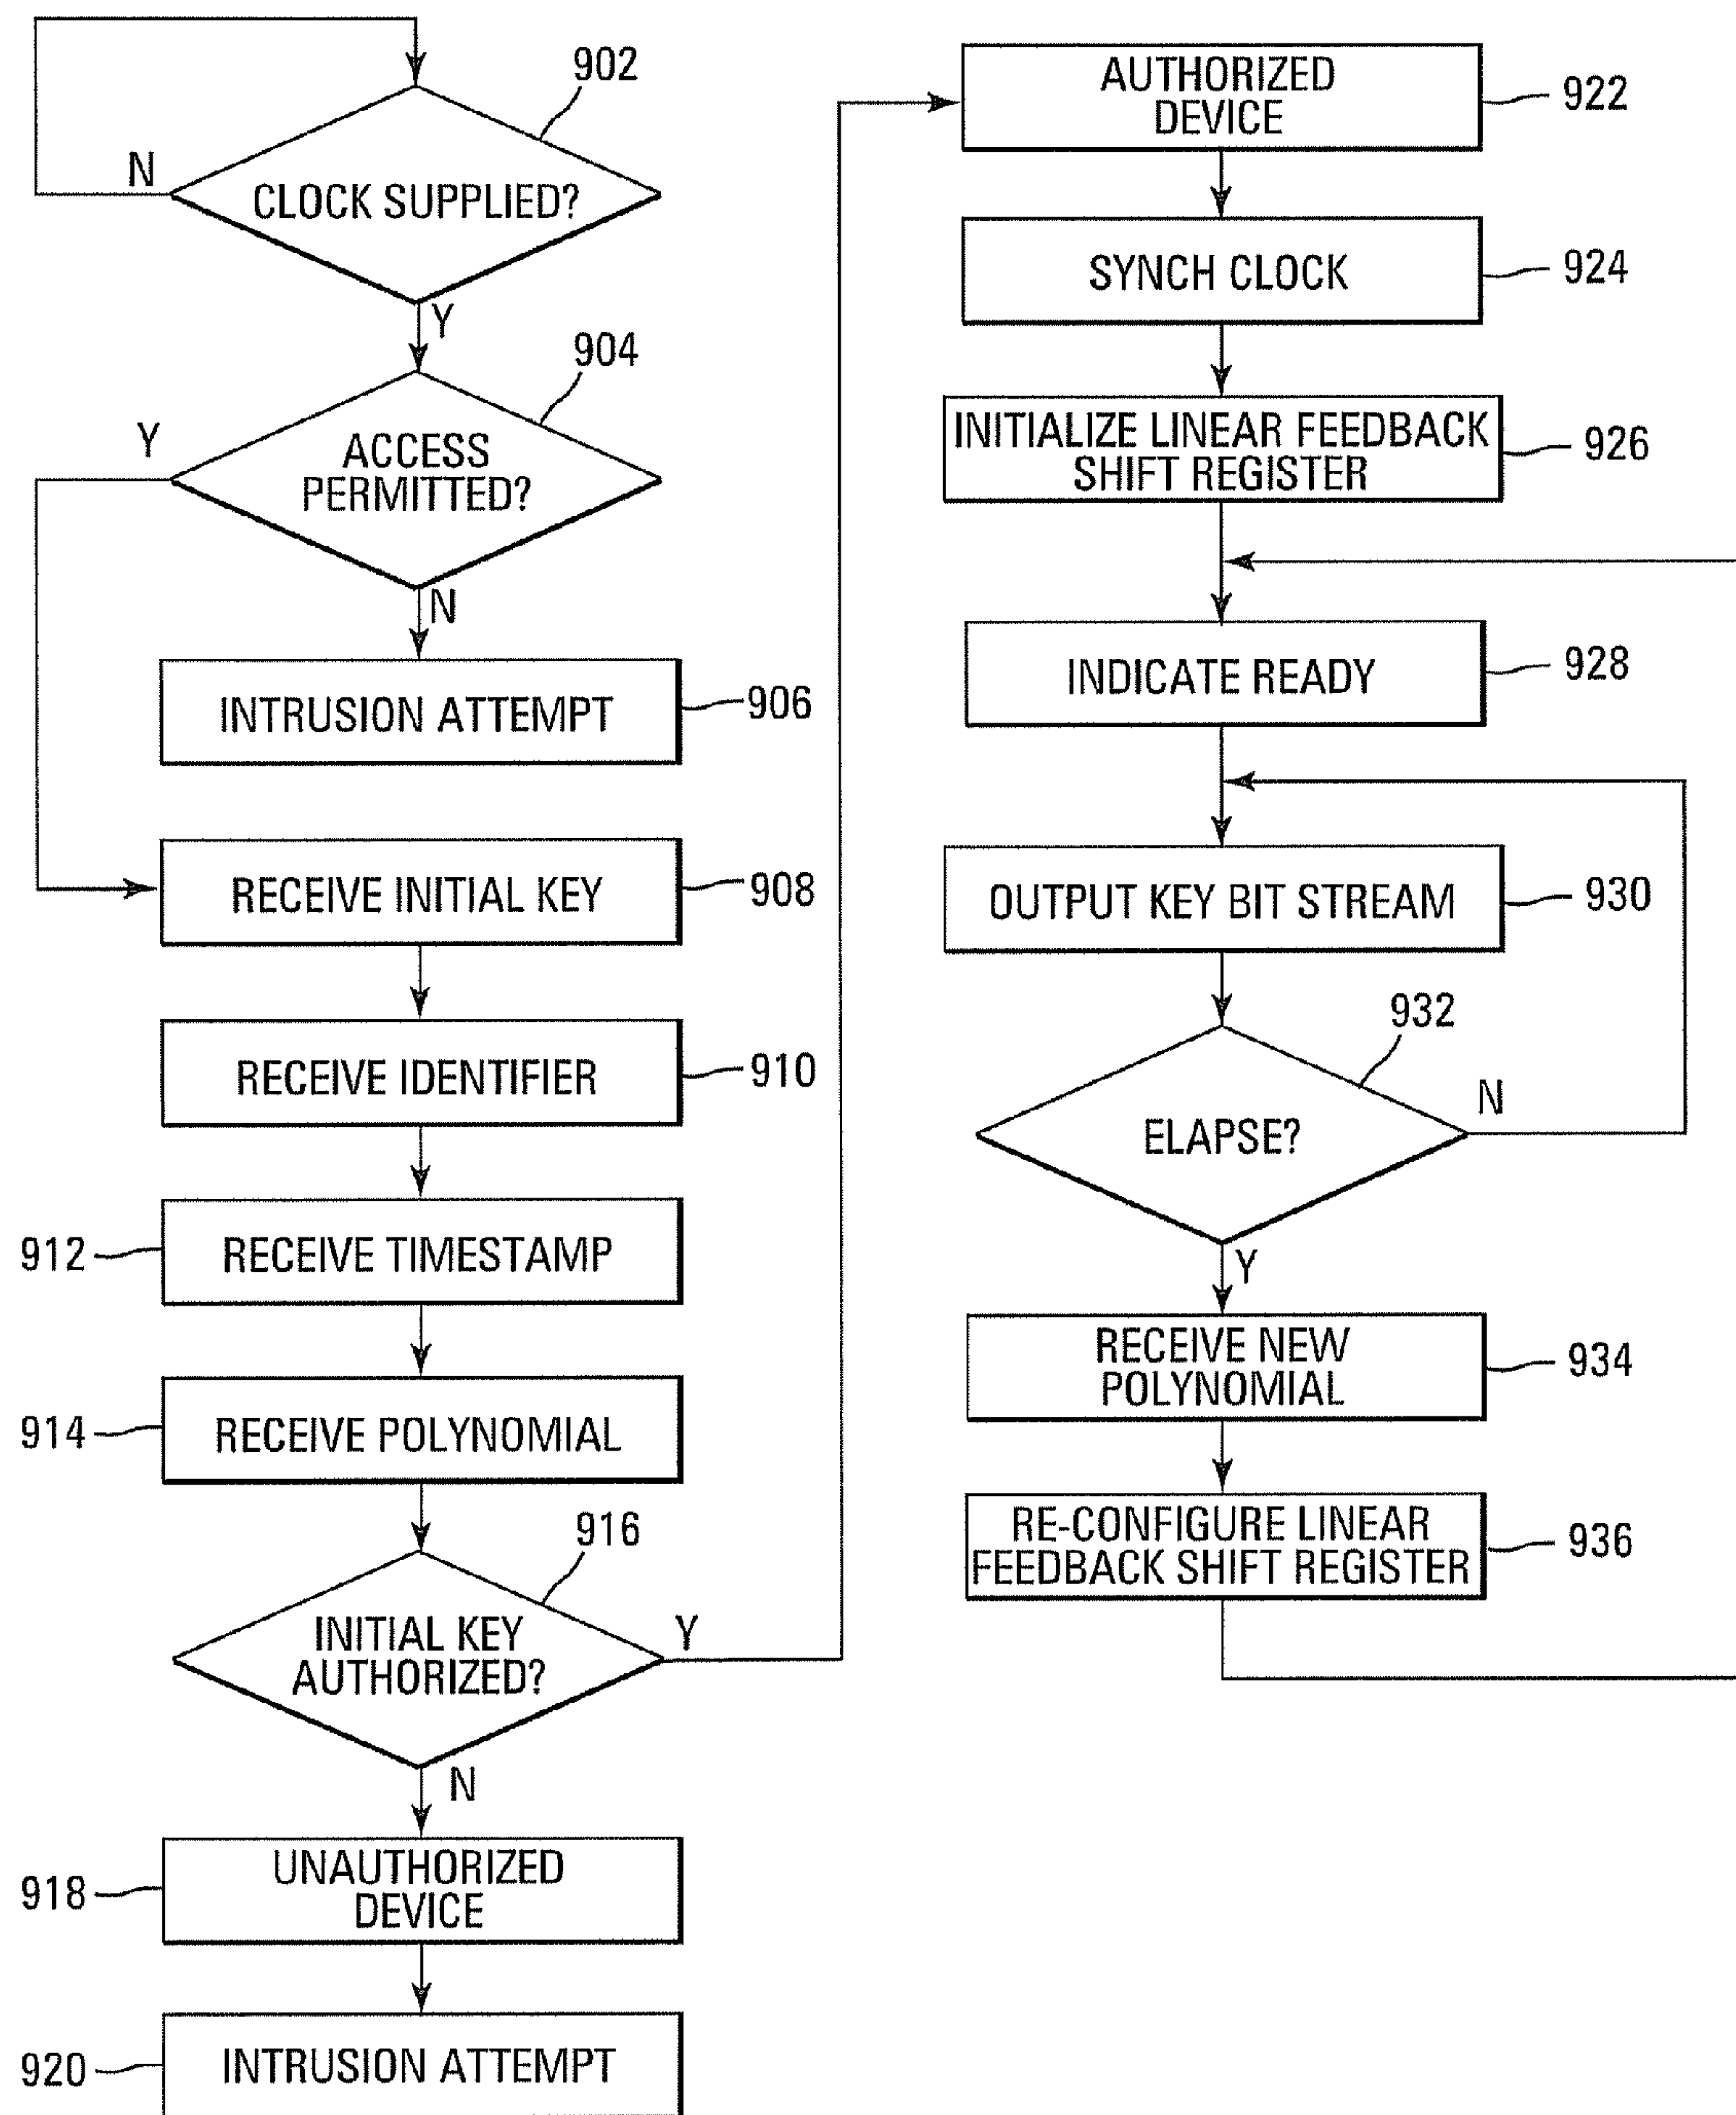 902
N
CLOCK SUPPLIED?
Y
904
Y
ACCESS
PERMITTED?
N
INTRUSION ATTEMPT
906
RECEIVE INITIAL KEY
908
RECEIVE IDENTIFIER
910
912
RECEIVE TIMESTAMP
914
RECEIVE POLYNOMIAL
916
INITIAL KEY
AUTHORIZED?
Y
N
918
UNAUTHORIZED
DEVICE
920
INTRUSION ATTEMPT
AUTHORIZED
DEVICE
922
SYNCH CLOCK
924
INITIALIZE LINEAR FEEDBACK
SHIFT REGISTER
926
INDICATE READY
928
OUTPUT KEY BIT STREAM
930
932
N
ELAPSE?
Y
RECEIVE NEW
POLYNOMIAL
934
RE-CONFIGURE LINEAR
FEEDBACK SHIFT REGISTER
936